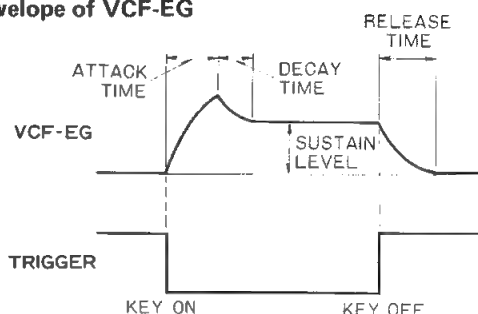 velope of VCF-EG
RELEASE
TIME
ATTACK
TIME
DECAY
TIME
VCF-EG
SUSTAIN
LEVEL
TRIGGER
KEY ON
KEY OFF